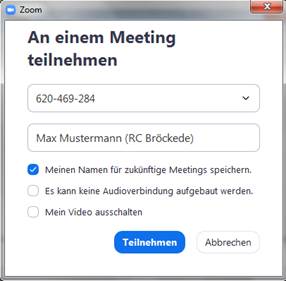 Zoom
An einem Meeting
teilnehmen
620-469-284
Max Mustermann (RC Bröckede)
Meinen Namen für zukünftige Meetings speichern.
Es kann keine Audioverbindung aufgebaut werden.
Mein Video ausschalten
Teilnehmen Abbrechen